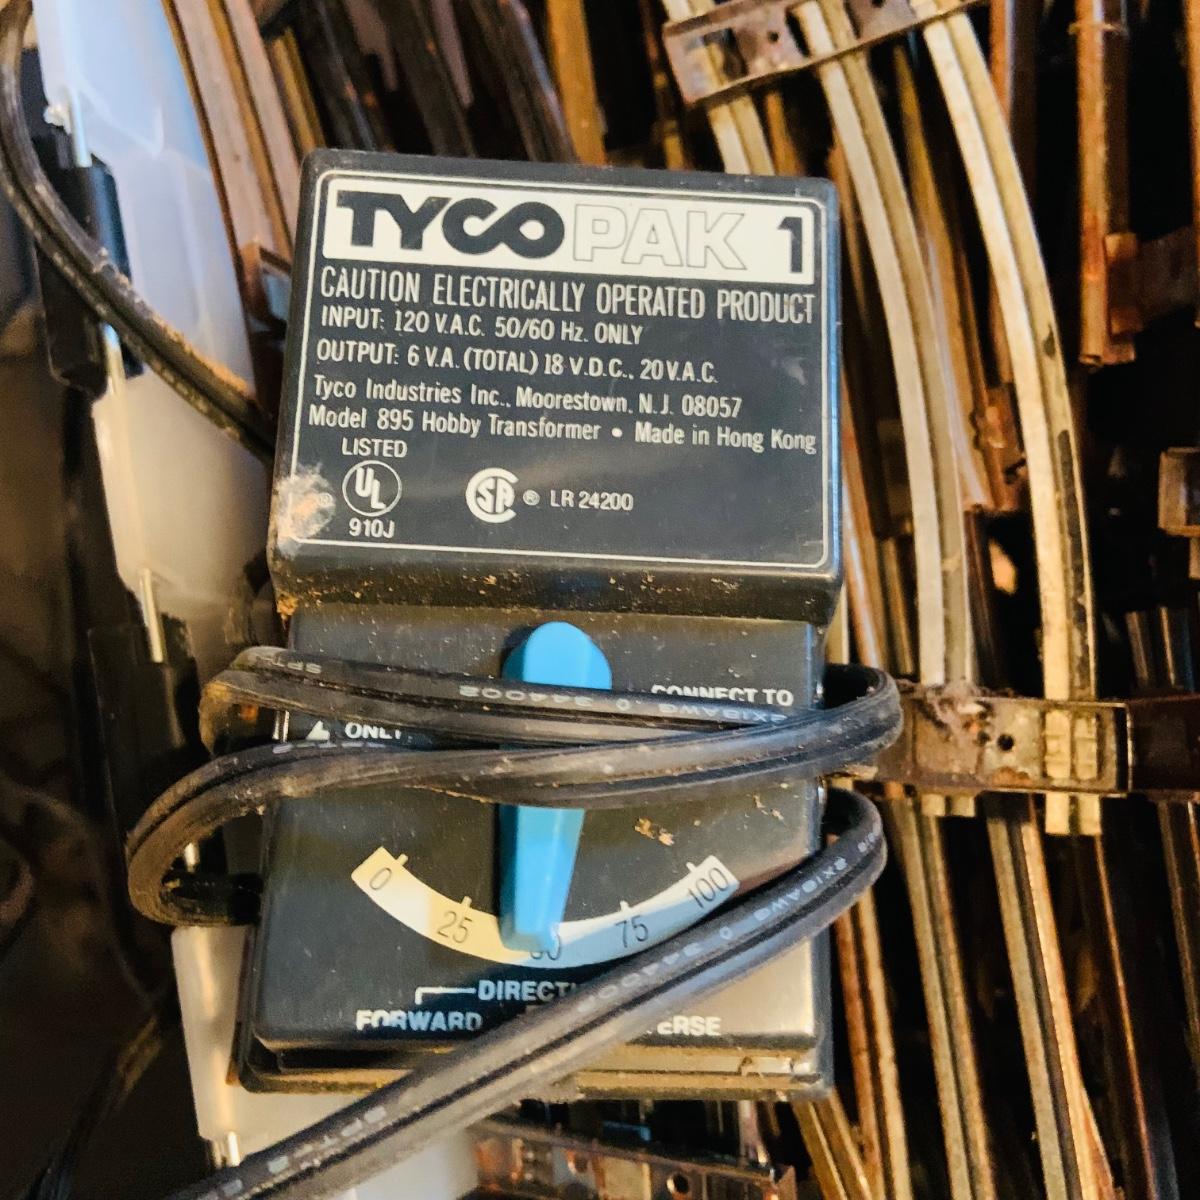 TYCO PAK 1
CAUTION ELECTRICALLY OPERATED PRODUCT
INPUT: 120 V.A.C. 50/60 Hz. ONLY
OUTPUT: 6 V.A. (TOTAL) 18 V.D.C., 20 V.A.C.
Tyco Industries Inc., Moorestown, N.J. 08057
Model 895 Hobby Transformer • Made in Hong Kong
LISTED
UL ®
910J
SA ® LR 24200
CONNECT TO
ONLY
0 25 75 100
FORWARD